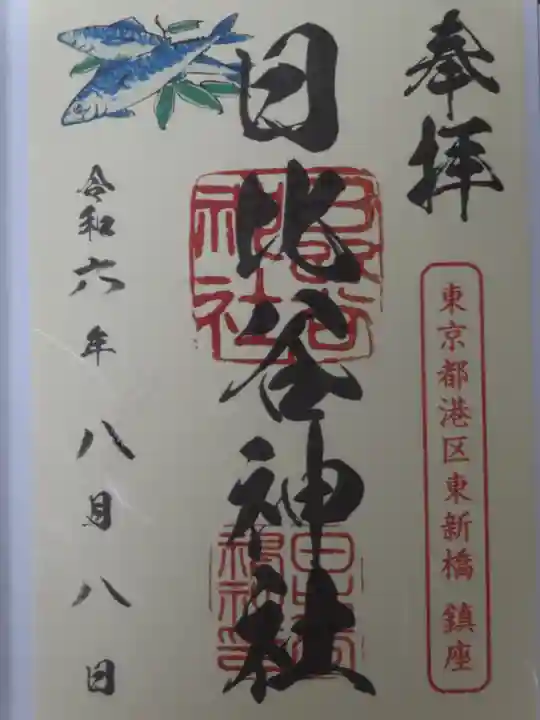 奉拝
東京都港区東新橋 鎮座
日比谷神社
令和六年 八月八日